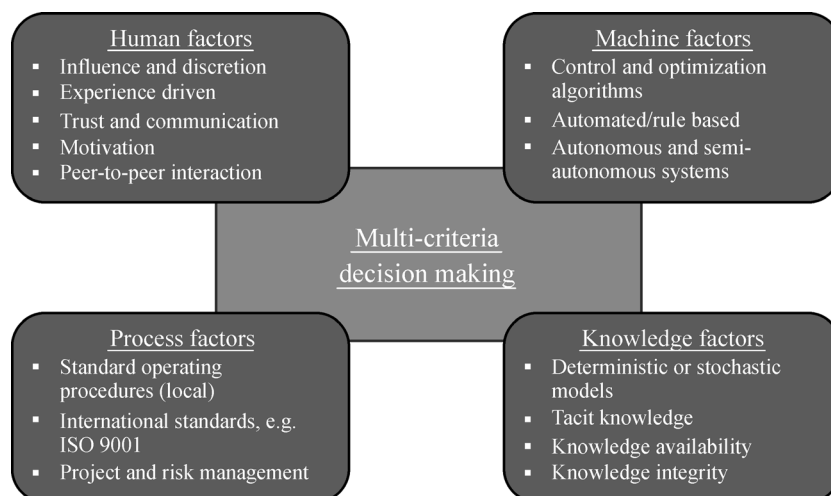 Human factors
▪ Influence and discretion
▪ Experience driven
▪ Trust and communication
▪ Motivation
▪ Peer-to-peer interaction
Machine factors
▪ Control and optimization
algorithms
▪ Automated/rule based
▪ Autonomous and semi-
autonomous systems
Multi-criteria
decision making
Process factors
▪ Standard operating
procedures (local)
▪ International standards, e.g.
ISO 9001
▪ Project and risk management
Knowledge factors
▪ Deterministic or stochastic
models
▪ Tacit knowledge
▪ Knowledge availability
▪ Knowledge integrity